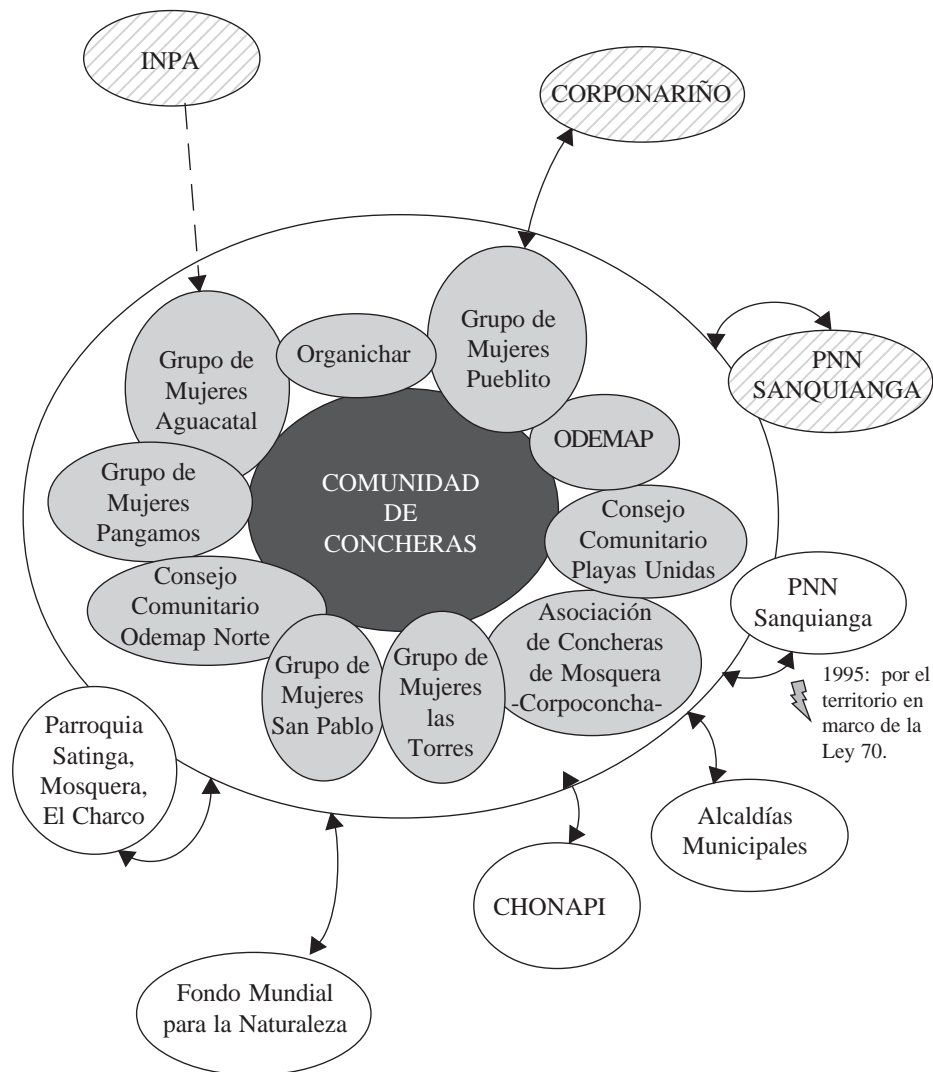 INPA
CORPONARIÑO
Grupo de
Mujeres
Pueblito
Organichar
Grupo de
Mujeres
Aguacatal
PNN
SANQUIANGA
ODEMAP
Grupo de
Mujeres
Pangamos
COMUNIDAD
DE
CONCHERAS
Consejo
Comunitario
Playas Unidas
Consejo
Comunitario
Odemap Norte
PNN
Sanquianga
Asociación
de Concheras
de Mosquera
-Corpoconcha-
Grupo de
Mujeres
San Pablo
Grupo de
Mujeres
las
Torres
1995: por el
territorio en
marco de la
Ley 70.
Parroquia
Satinga,
Mosquera,
El Charco
Alcaldías
Municipales
CHONAPI
Fondo Mundial
para la Naturaleza